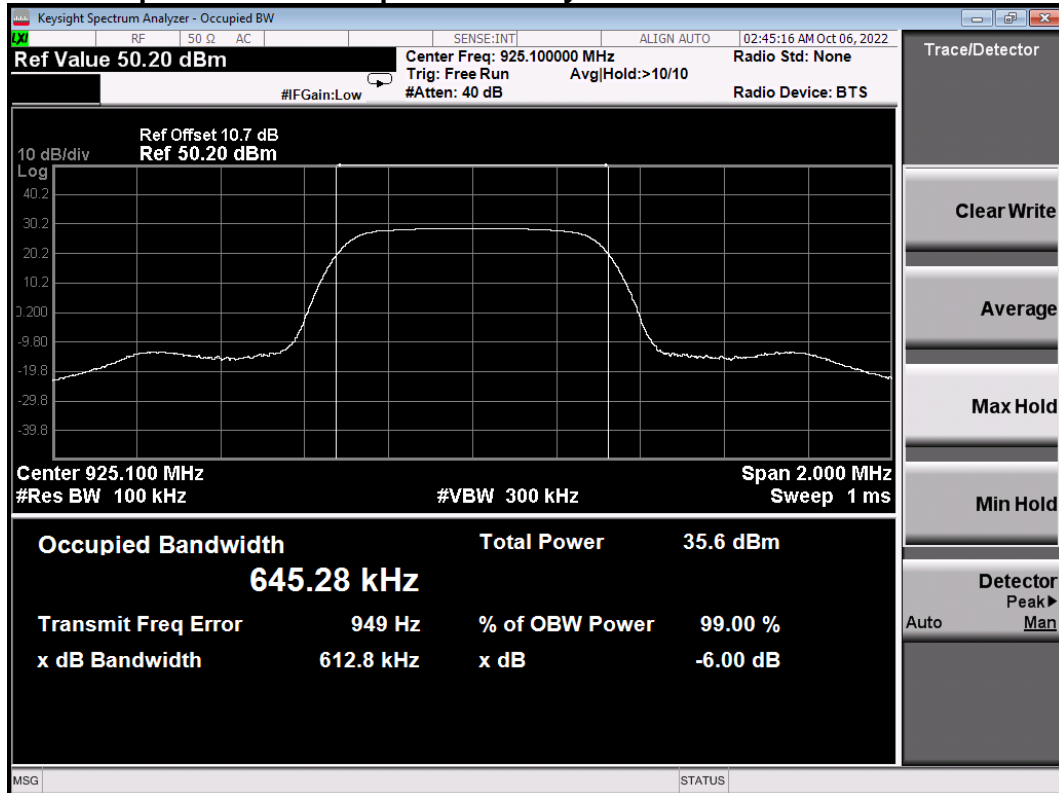 Keysight Spectrum Analyzer - Occupied BW
LXI RF 50 Ω AC SENSE:INT ALIGN AUTO 02:45:16 AM Oct 06, 2022
Ref Value 50.20 dBm
Center Freq: 925.100000 MHz Radio Std: None
Trig: Free Run Avg|Hold:>10/10
#IFGain:Low #Atten: 40 dB Radio Device: BTS
Trace/Detector
Ref Offset 10.7 dB
10 dB/div Ref 50.20 dBm
Log
40.2
30.2
20.2
10.2
0.200
-9.80
-19.8
-29.8
-39.8
Center 925.100 MHz Span 2.000 MHz
#Res BW 100 kHz #VBW 300 kHz Sweep 1 ms
Occupied Bandwidth Total Power 35.6 dBm
645.28 kHz
Transmit Freq Error 949 Hz % of OBW Power 99.00 %
x dB Bandwidth 612.8 kHz x dB -6.00 dB
Clear Write
Average
Max Hold
Min Hold
Detector
Peak▶
Auto Man
MSG STATUS